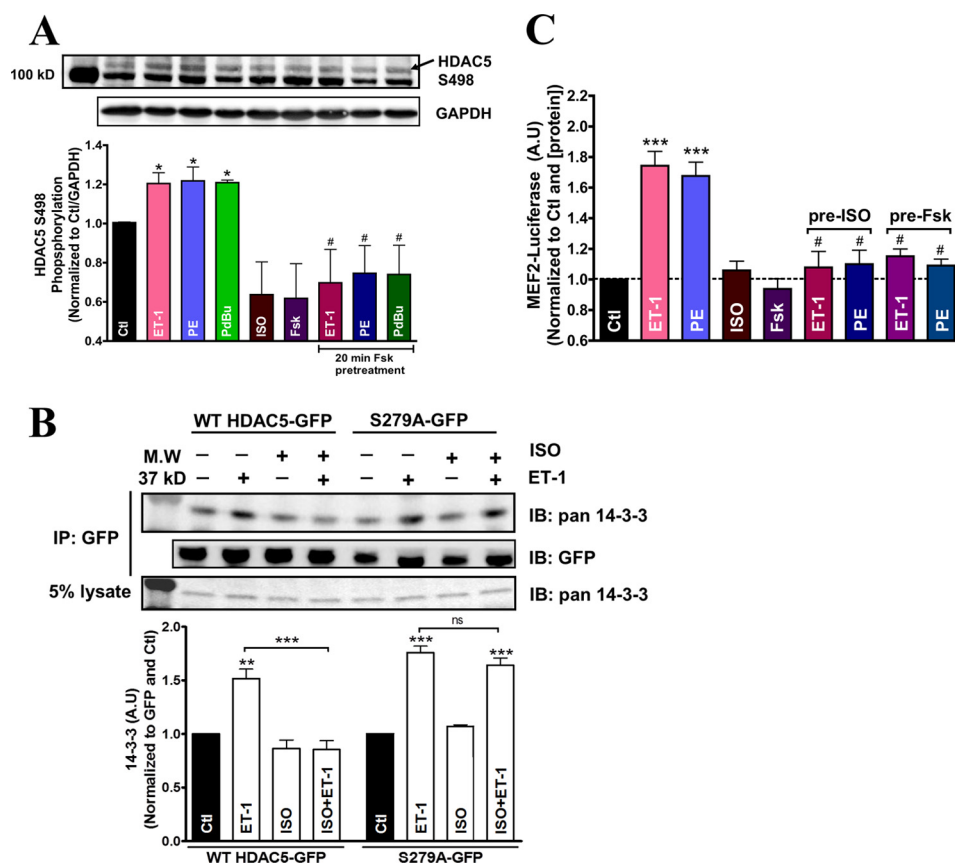 A
HDAC5
S498
100 kD
GAPDH
HDAC5 S498
Phopsphorylation
(Normalized to Ctl/GAPDH)
1.4
1.2
1.0
0.8
0.6
0.4
* * * # # #
Ctl ET-1 PE PdBu ISO Fsk ET-1 PE PdBu
20 min Fsk
pretreatment
C
MEF2-Luciferase (A.U)
(Normalized to Ctl and [protein])
2.2
2.0
1.8
1.6
1.4
1.2
1.0
0.8
0.6
*** ***
pre-ISO pre-Fsk
# # # #
Ctl ET-1 PE ISO Fsk ET-1 PE ET-1 PE
B
WT HDAC5-GFP S279A-GFP
M.W – – + + – – + + ISO
37 kD – + – + – + – + ET-1
IP: GFP
IB: pan 14-3-3
IB: GFP
5% lysate IB: pan 14-3-3
14-3-3 (A.U)
(Normalized to GFP and Ctl)
2.0
1.5
1.0
0.5
0.0
** *** *** ns ***
Ctl ET-1 ISO ISO+ET-1 Ctl ET-1 ISO ISO+ET-1
WT HDAC5-GFP S279A-GFP